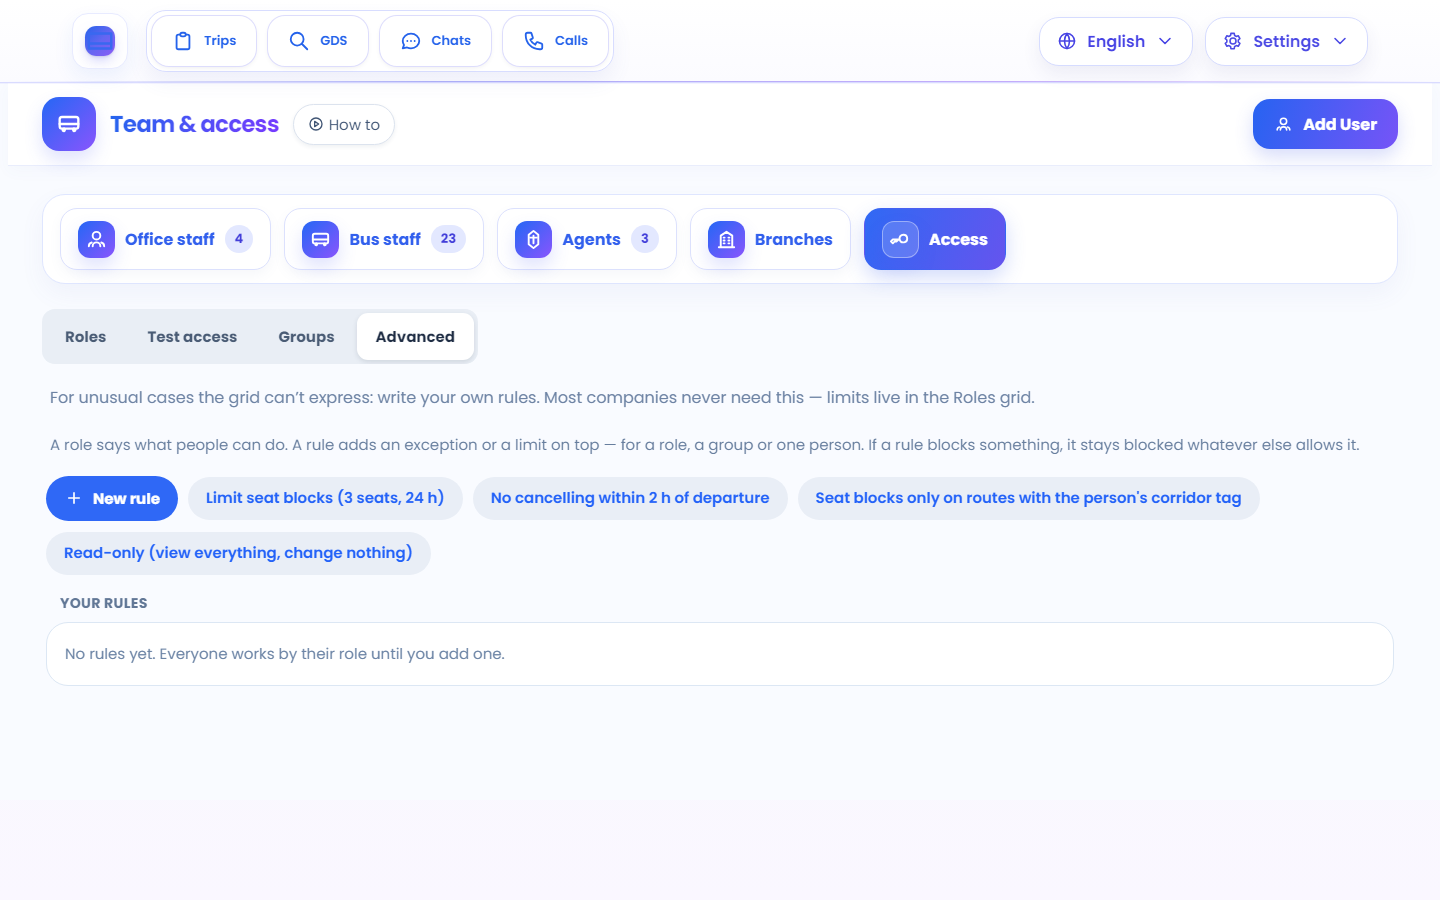 Trips
GDS
Chats
Calls
English
Settings
Team & access
How to
Add User
Office staff 4
Bus staff 23
Agents 3
Branches
Access
Roles
Test access
Groups
Advanced
For unusual cases the grid can’t express: write your own rules. Most companies never need this — limits live in the Roles grid.
A role says what people can do. A rule adds an exception or a limit on top — for a role, a group or one person. If a rule blocks something, it stays blocked whatever else allows it.
New rule
Limit seat blocks (3 seats, 24 h)
No cancelling within 2 h of departure
Seat blocks only on routes with the person's corridor tag
Read-only (view everything, change nothing)
YOUR RULES
No rules yet. Everyone works by their role until you add one.